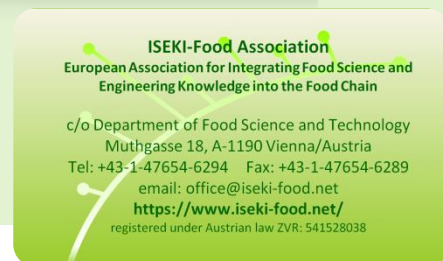 ISEKI-Food Association
European Association for Integrating Food Science and
Engineering Knowledge into the Food Chain
c/o Department of Food Science and Technology
Muthgasse 18, A-1190 Vienna/Austria
Tel: +43-1-47654-6294 Fax: +43-1-47654-6289
email: office@iseki-food.net
https://www.iseki-food.net/
registered under Austrian law ZVR: 541528038